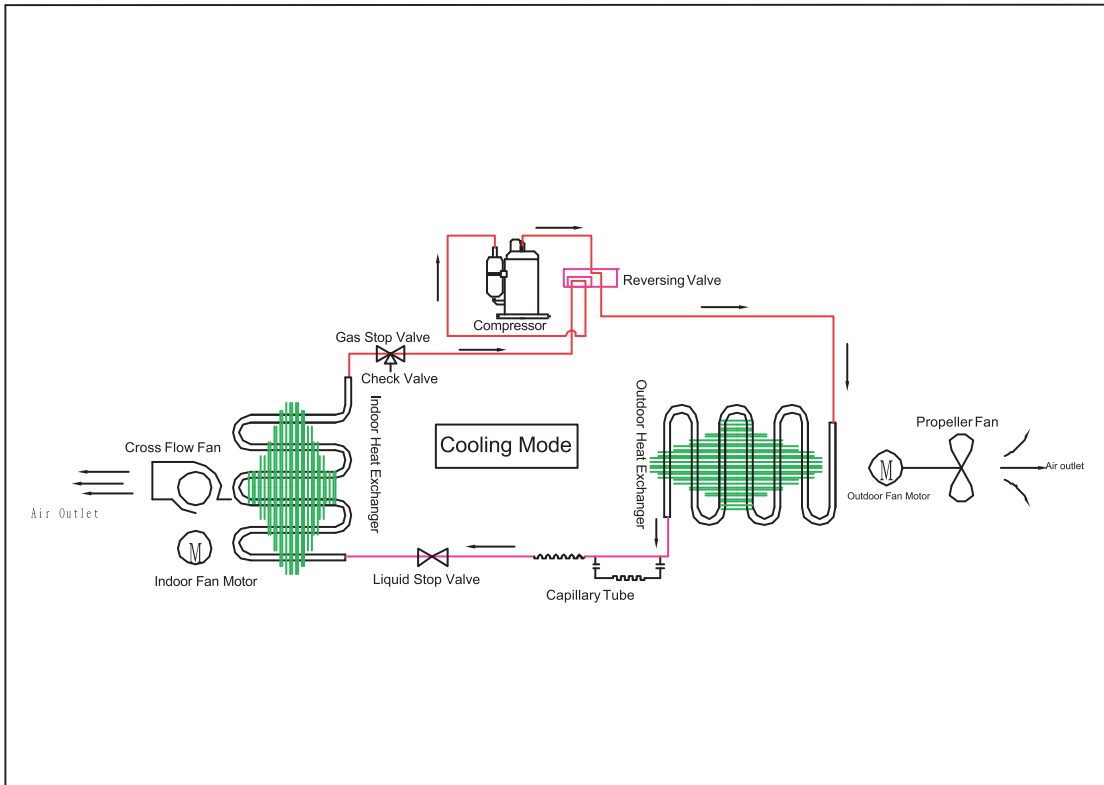 Reversing Valve
Compressor
Gas Stop Valve
Check Valve
Indoor Heat Exchanger
Outdoor Heat Exchanger
Cooling Mode
Cross Flow Fan
Air Outlet
M
Indoor Fan Motor
Propeller Fan
M
Air outlet
Outdoor Fan Motor
Liquid Stop Valve
Capillary Tube